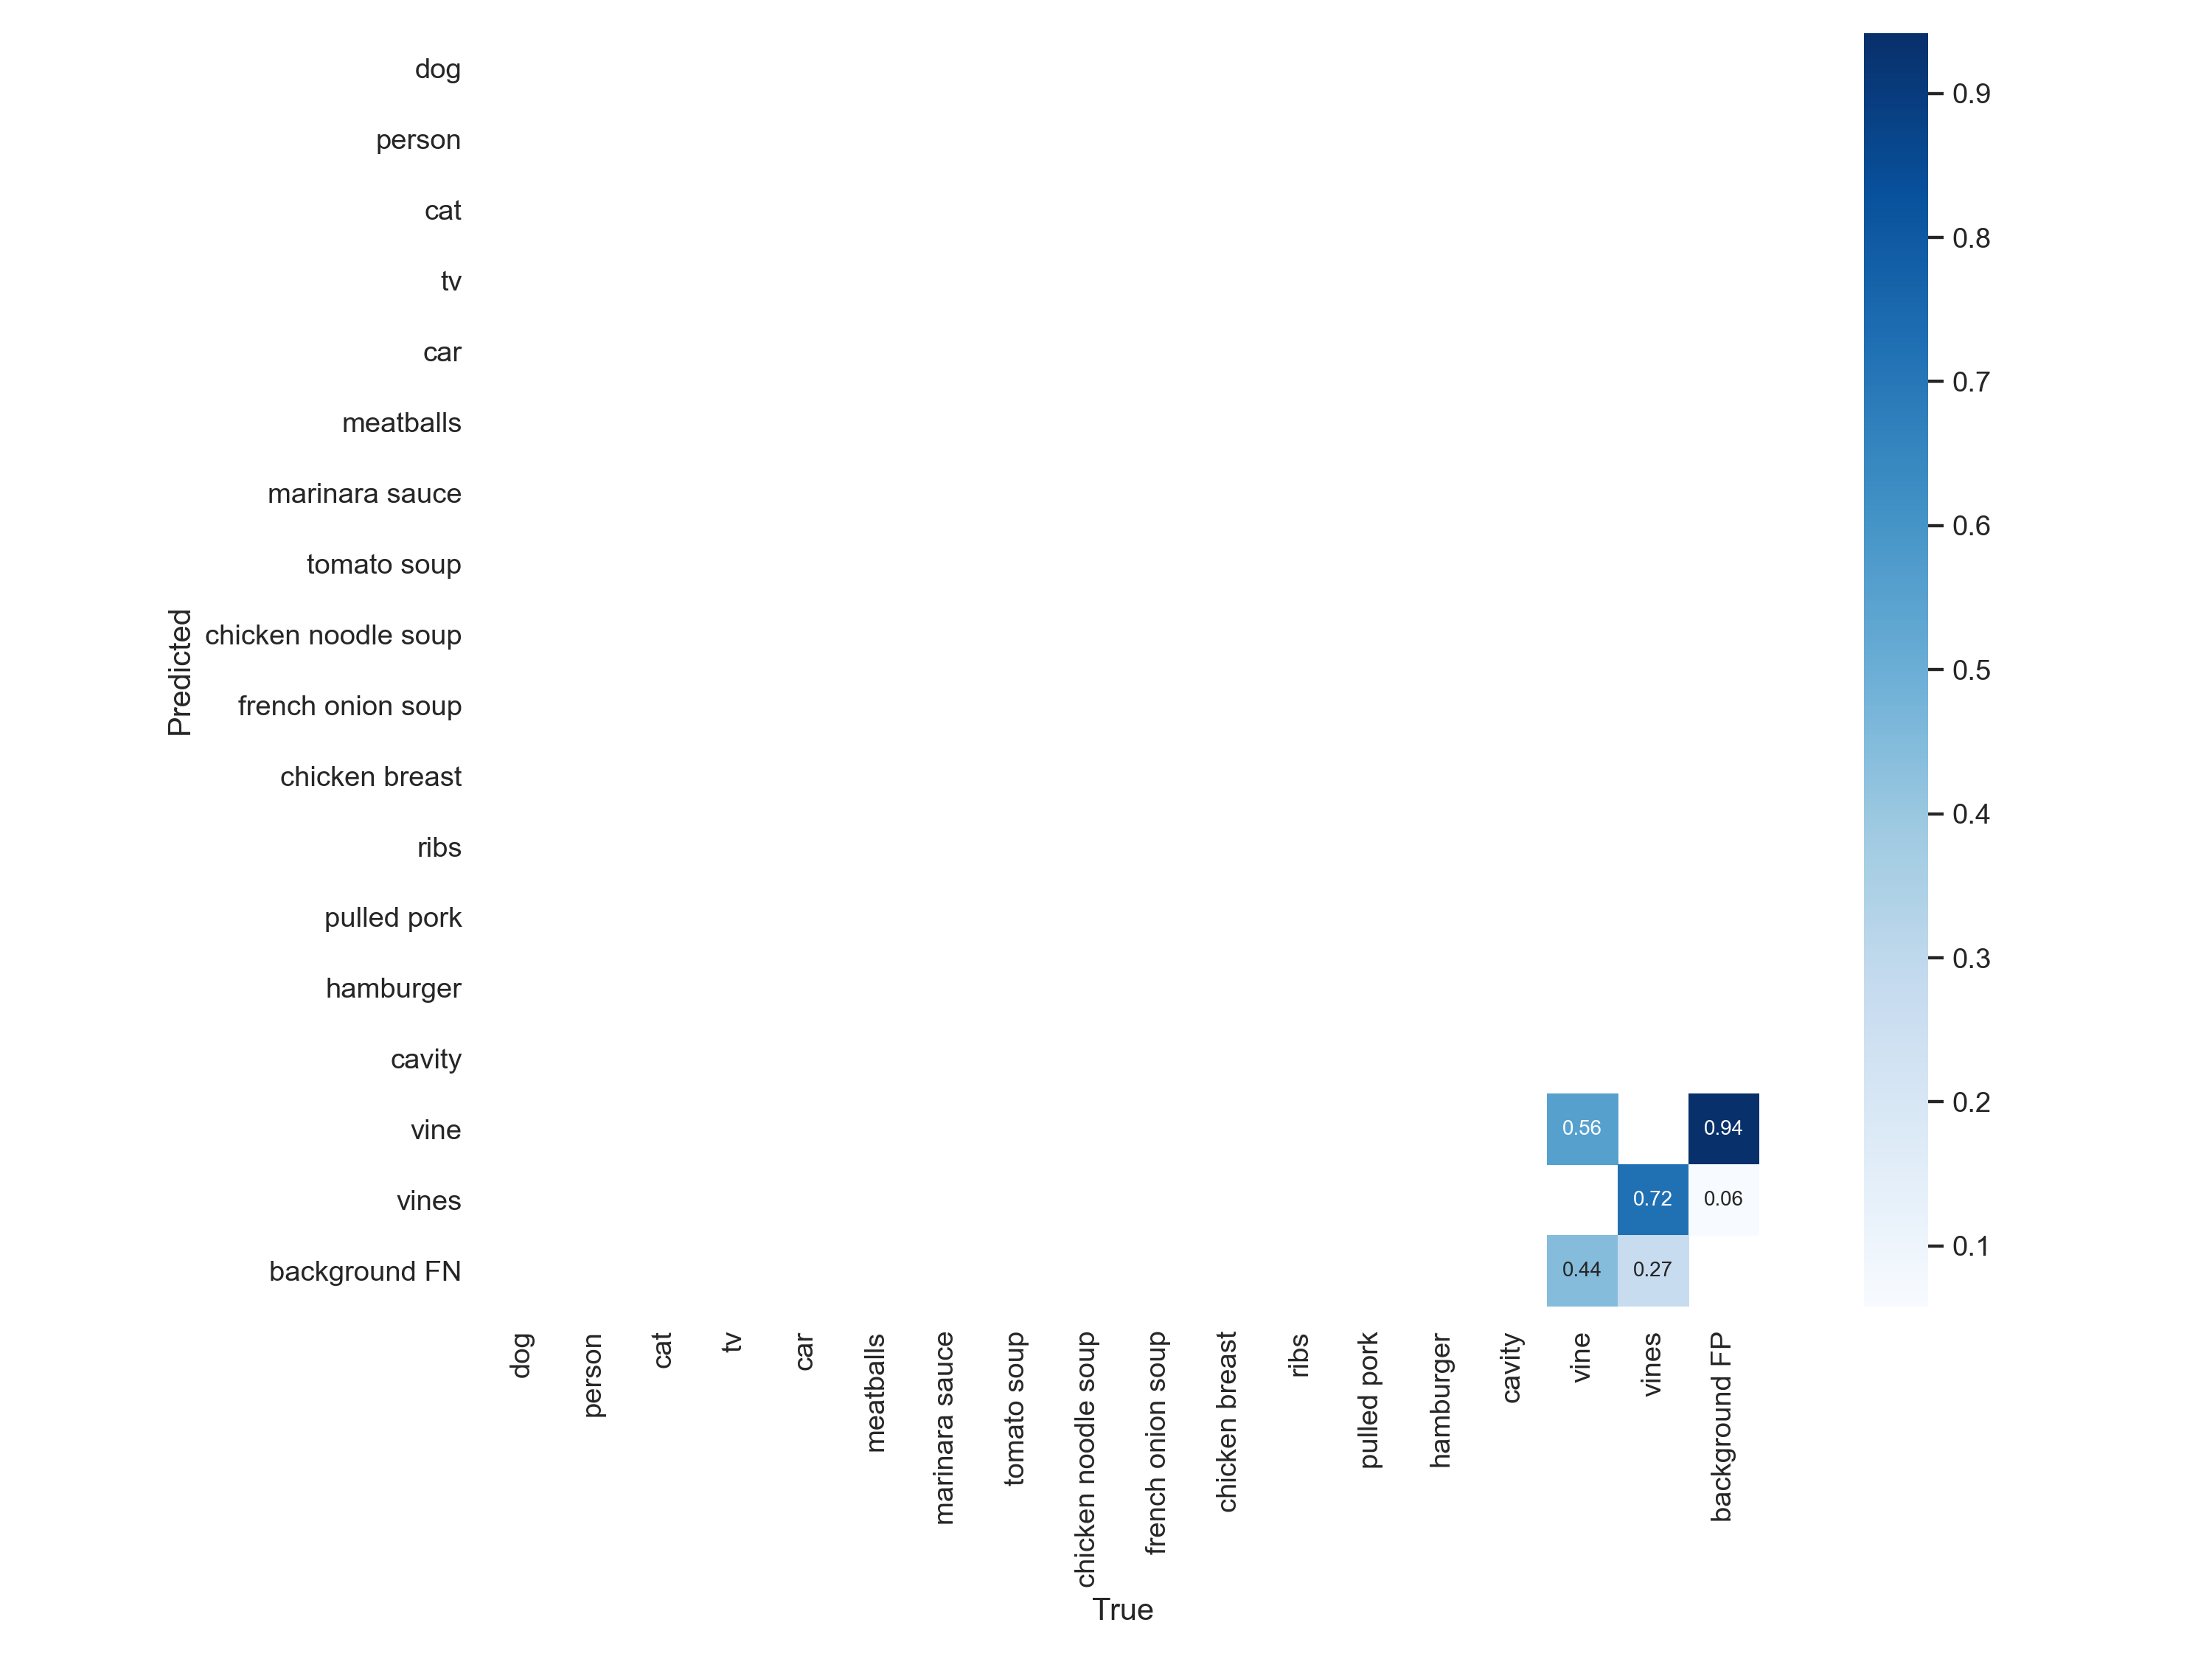 Predicted
dog
person
cat
tv
car
meatballs
marinara sauce
tomato soup
chicken noodle soup
french onion soup
chicken breast
ribs
pulled pork
hamburger
cavity
vine
vines
background FN
0.56
0.94
0.72
0.06
0.44
0.27
dog
person
cat
tv
car
meatballs
marinara sauce
tomato soup
chicken noodle soup
french onion soup
chicken breast
ribs
pulled pork
hamburger
cavity
vine
vines
background FP
True
0.9
0.8
0.7
0.6
0.5
0.4
0.3
0.2
0.1